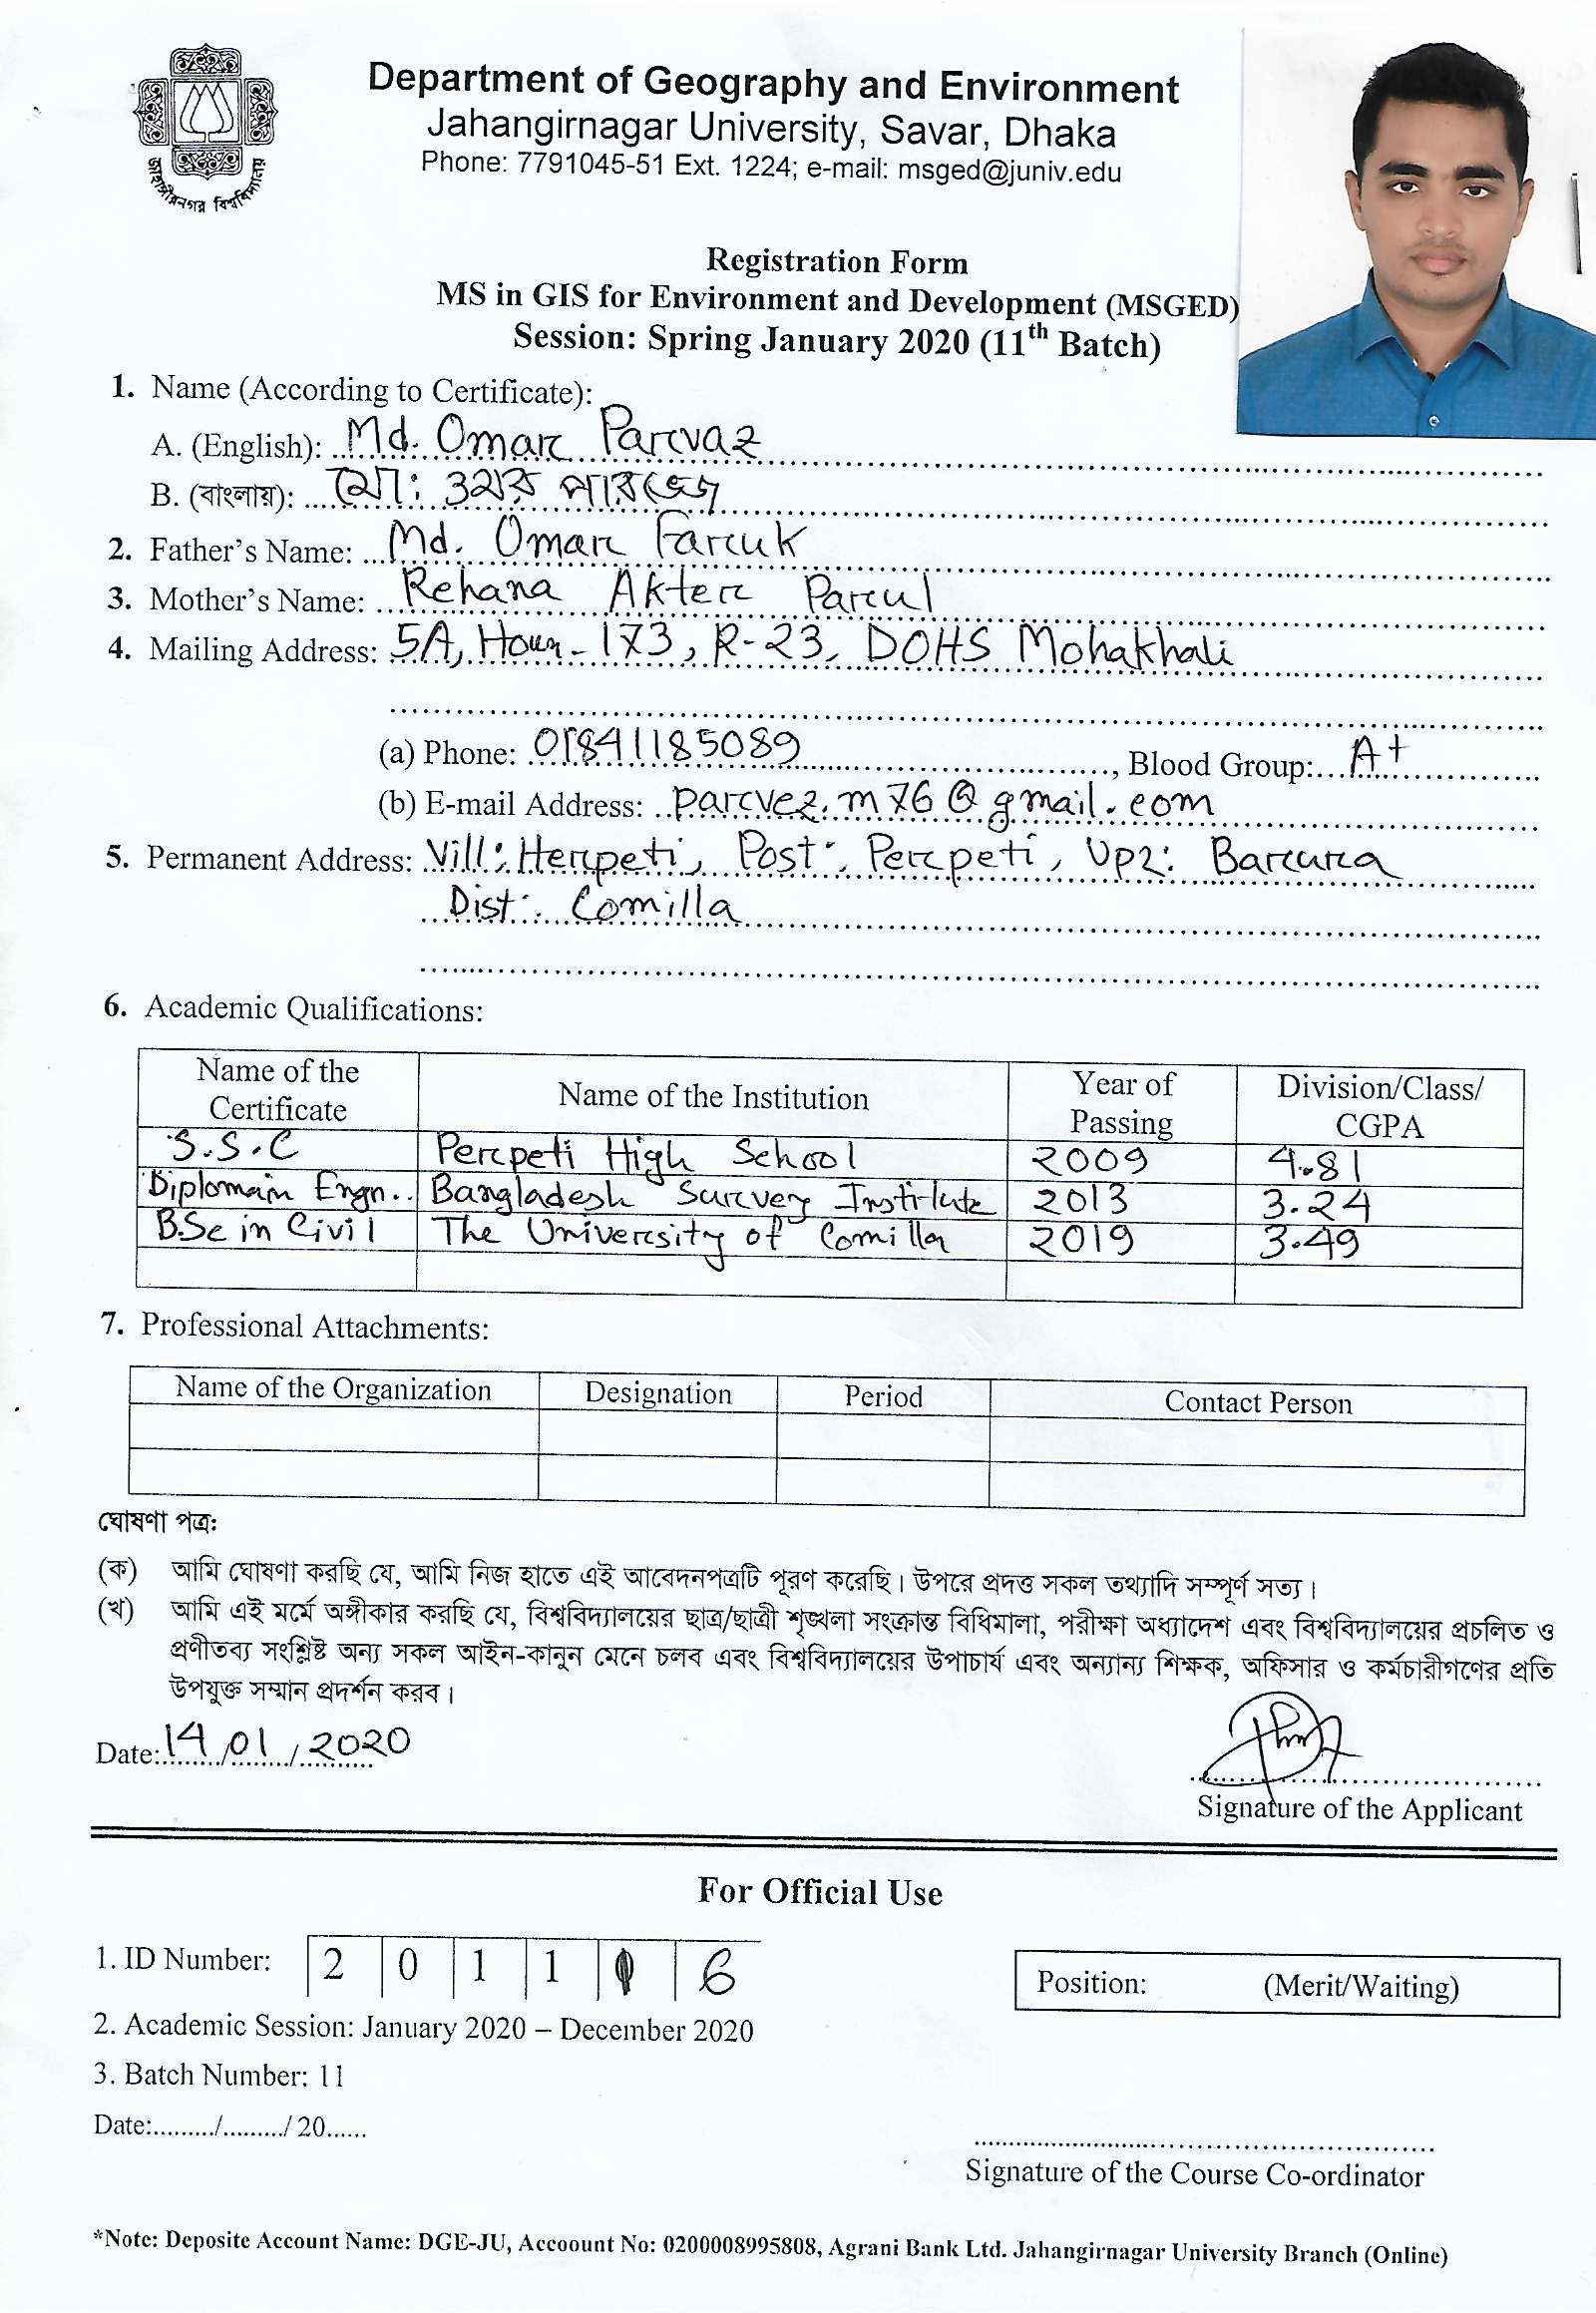 জাহাঙ্গীরনগর বিশ্ববিদ্যালয়
Department of Geography and Environment
Jahangirnagar University, Savar, Dhaka
Phone: 7791045-51 Ext. 1224; e-mail: msged@juniv.edu
Registration Form
MS in GIS for Environment and Development (MSGED)
Session: Spring January 2020 (11th Batch)
1. Name (According to Certificate):
A. (English): Md. Omar Parvaz
B. (বাংলায়): মো: ওমর পারভেজ
2. Father's Name: Md. Omar Faruk
3. Mother's Name: Rehana Akter Parul
4. Mailing Address: 5A, House-173, R-23, DOHS Mohakhali
(a) Phone: 01841185089, Blood Group: A+
(b) E-mail Address: parvez.m76@gmail.com
5. Permanent Address: Vill: Herpeti, Post: Perpeti, Upz: Barura
Dist: Comilla
6. Academic Qualifications:
Name of the Certificate Name of the Institution Year of Passing Division/Class/CGPA
S.S.C Perpeti High School 2009 4.81
Diploma in Engn.. Bangladesh Survey Institute 2013 3.24
B.Sc in Civil The University of Comilla 2019 3.49
7. Professional Attachments:
Name of the Organization Designation Period Contact Person
ঘোষণা পত্র:
(ক) আমি ঘোষণা করছি যে, আমি নিজ হাতে এই আবেদনপত্রটি পূরণ করেছি। উপরে প্রদত্ত সকল তথ্যাদি সম্পূর্ণ সত্য।
(খ) আমি এই মর্মে অঙ্গীকার করছি যে, বিশ্ববিদ্যালয়ের ছাত্র/ছাত্রী শৃঙ্খলা সংক্রান্ত বিধিমালা, পরীক্ষা অধ্যাদেশ এবং বিশ্ববিদ্যালয়ের প্রচলিত ও
প্রণীতব্য সংশ্লিষ্ট অন্য সকল আইন-কানুন মেনে চলব এবং বিশ্ববিদ্যালয়ের উপাচার্য এবং অন্যান্য শিক্ষক, অফিসার ও কর্মচারীগণের প্রতি
উপযুক্ত সম্মান প্রদর্শন করব।
Date: 14/01/2020
Signature of the Applicant
For Official Use
1. ID Number: 2 0 1 1 6
Position: (Merit/Waiting)
2. Academic Session: January 2020 – December 2020
3. Batch Number: 11
Date:........./........./20......
Signature of the Course Co-ordinator
*Note: Deposite Account Name: DGE-JU, Accoount No: 0200008995808, Agrani Bank Ltd. Jahangirnagar University Branch (Online)